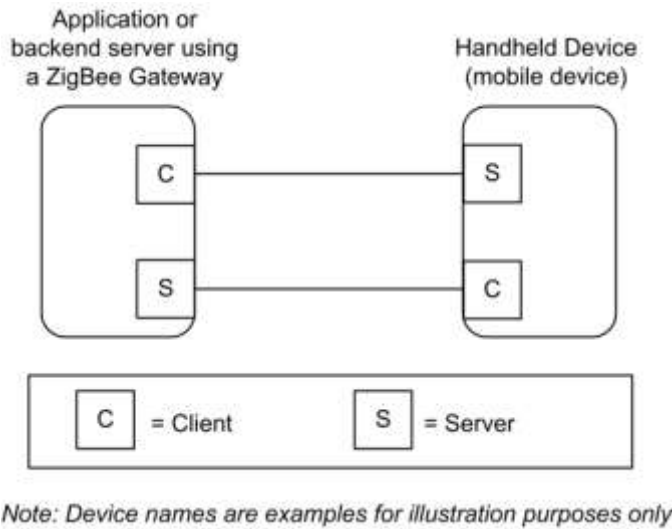 Application or
backend server using
a ZigBee Gateway
Handheld Device
(mobile device)
C
S
S
C
C = Client
S = Server
Note: Device names are examples for illustration purposes only